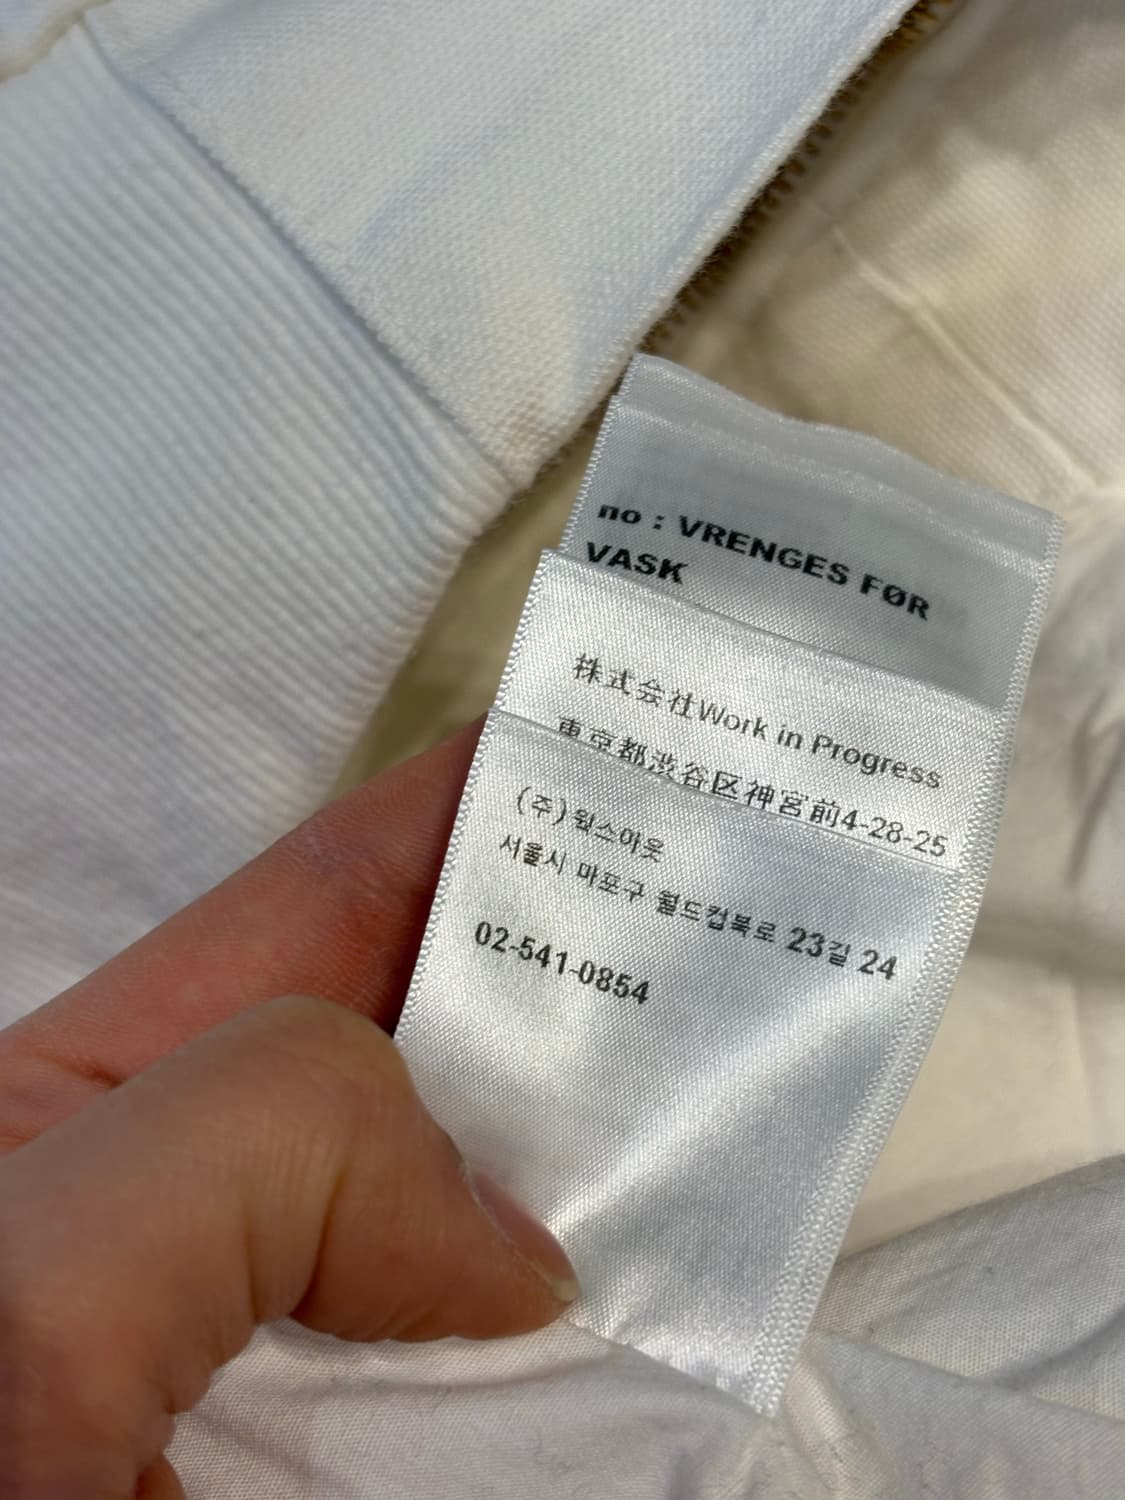 no : VRENGES FØR
VASK
株式会社Work in Progress
東京都渋谷区神宮前4-28-25
(주)웍스아웃
서울시 마포구 월드컵북로 23길 24
02-541-0854